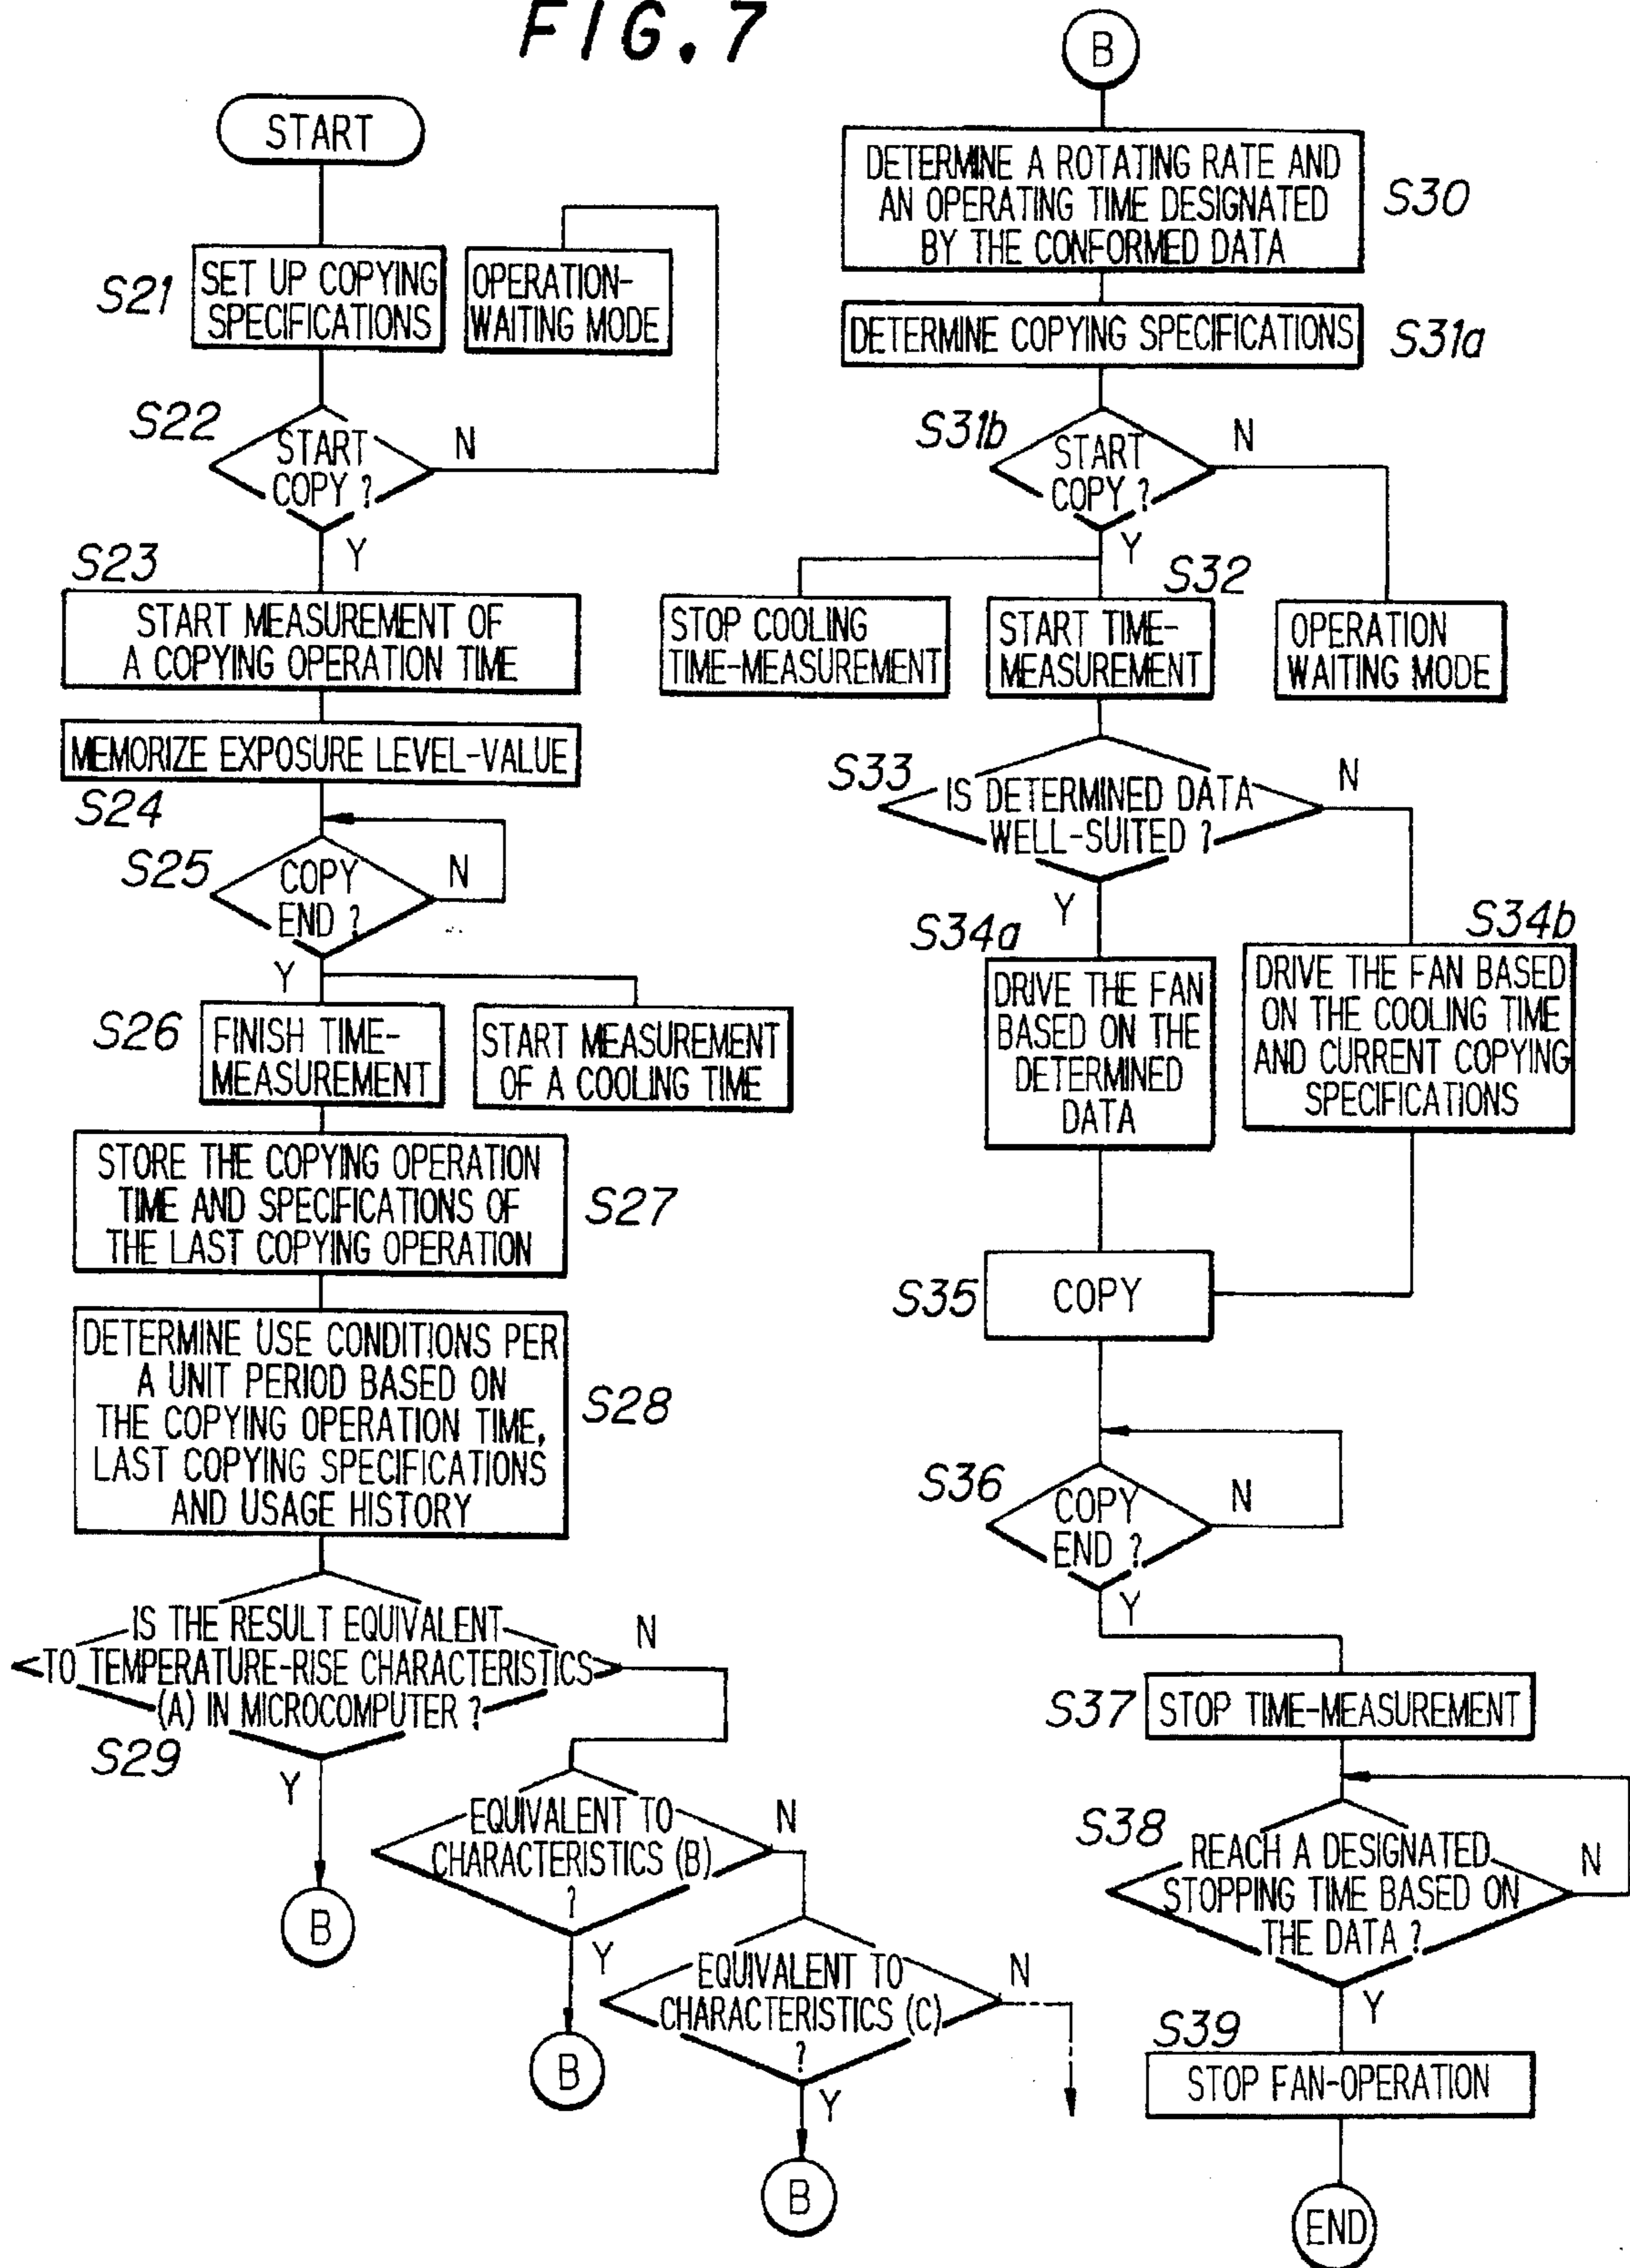 FIG.7
START
S21
SET UP COPYING
SPECIFICATIONS
OPERATION-
WAITING MODE
S22
START
COPY ?
N
Y
S23
START MEASUREMENT OF
A COPYING OPERATION TIME
MEMORIZE EXPOSURE LEVEL-VALUE
S24
S25
COPY
END ?
N
Y
S26
FINISH TIME-
MEASUREMENT
START MEASUREMENT
OF A COOLING TIME
STORE THE COPYING OPERATION
TIME AND SPECIFICATIONS OF
THE LAST COPYING OPERATION
S27
DETERMINE USE CONDITIONS PER
A UNIT PERIOD BASED ON
THE COPYING OPERATION TIME,
LAST COPYING SPECIFICATIONS
AND USAGE HISTORY
S28
IS THE RESULT EQUIVALENT
TO TEMPERATURE-RISE CHARACTERISTICS
(A) IN MICROCOMPUTER ?
N
S29
Y
B
EQUIVALENT TO
CHARACTERISTICS (B)
?
N
Y
B
EQUIVALENT TO
CHARACTERISTICS (C)
?
N
Y
B
B
DETERMINE A ROTATING RATE AND
AN OPERATING TIME DESIGNATED
BY THE CONFORMED DATA
S30
DETERMINE COPYING SPECIFICATIONS
S31a
S31b
START
COPY ?
N
Y
STOP COOLING
TIME-MEASUREMENT
S32
START TIME-
MEASUREMENT
OPERATION
WAITING MODE
S33
IS DETERMINED DATA
WELL-SUITED ?
N
Y
S34a
DRIVE THE FAN
BASED ON THE
DETERMINED
DATA
S34b
DRIVE THE FAN BASED
ON THE COOLING TIME
AND CURRENT COPYING
SPECIFICATIONS
S35
COPY
S36
COPY
END ?
N
Y
S37
STOP TIME-MEASUREMENT
S38
REACH A DESIGNATED
STOPPING TIME BASED ON
THE DATA ?
N
Y
S39
STOP FAN-OPERATION
END